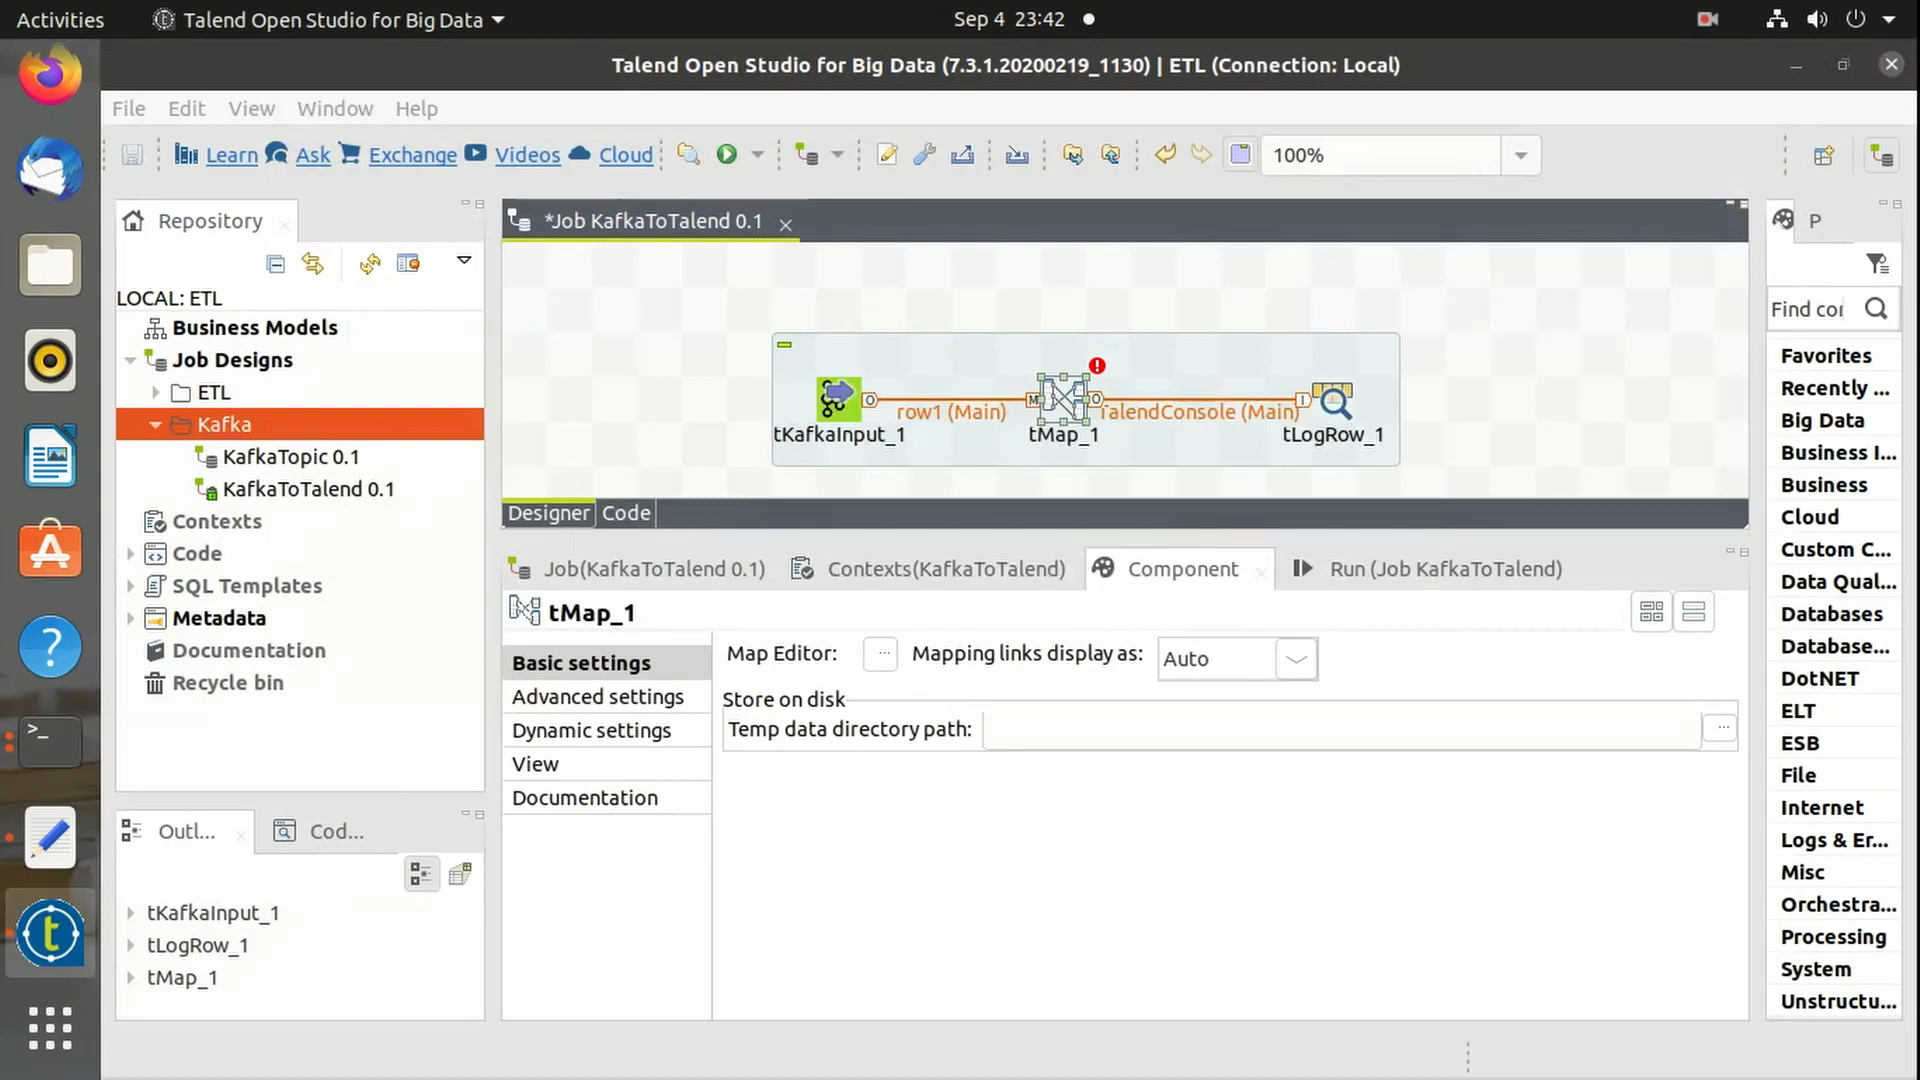 Activities
Talend Open Studio for Big Data
Sep 4 23:42
Talend Open Studio for Big Data (7.3.1.20200219_1130) | ETL (Connection: Local)
File Edit View Window Help
Learn Ask Exchange Videos Cloud
100%
Repository
LOCAL: ETL
Business Models
Job Designs
ETL
Kafka
KafkaTopic 0.1
KafkaToTalend 0.1
Contexts
Code
SQL Templates
Metadata
Documentation
Recycle bin
Outl...
Cod...
tKafkaInput_1
tLogRow_1
tMap_1
*Job KafkaToTalend 0.1
row1 (Main)
TalendConsole (Main)
tKafkaInput_1
tMap_1
tLogRow_1
Designer
Code
Job(KafkaToTalend 0.1)
Contexts(KafkaToTalend)
Component
Run (Job KafkaToTalend)
tMap_1
Basic settings
Advanced settings
Dynamic settings
View
Documentation
Map Editor: ...
Mapping links display as: Auto
Store on disk
Temp data directory path: ...
P
Find cor
Favorites
Recently ...
Big Data
Business I...
Business
Cloud
Custom C...
Data Qual...
Databases
Database...
DotNET
ELT
ESB
File
Internet
Logs & Er...
Misc
Orchestra...
Processing
System
Unstructu...